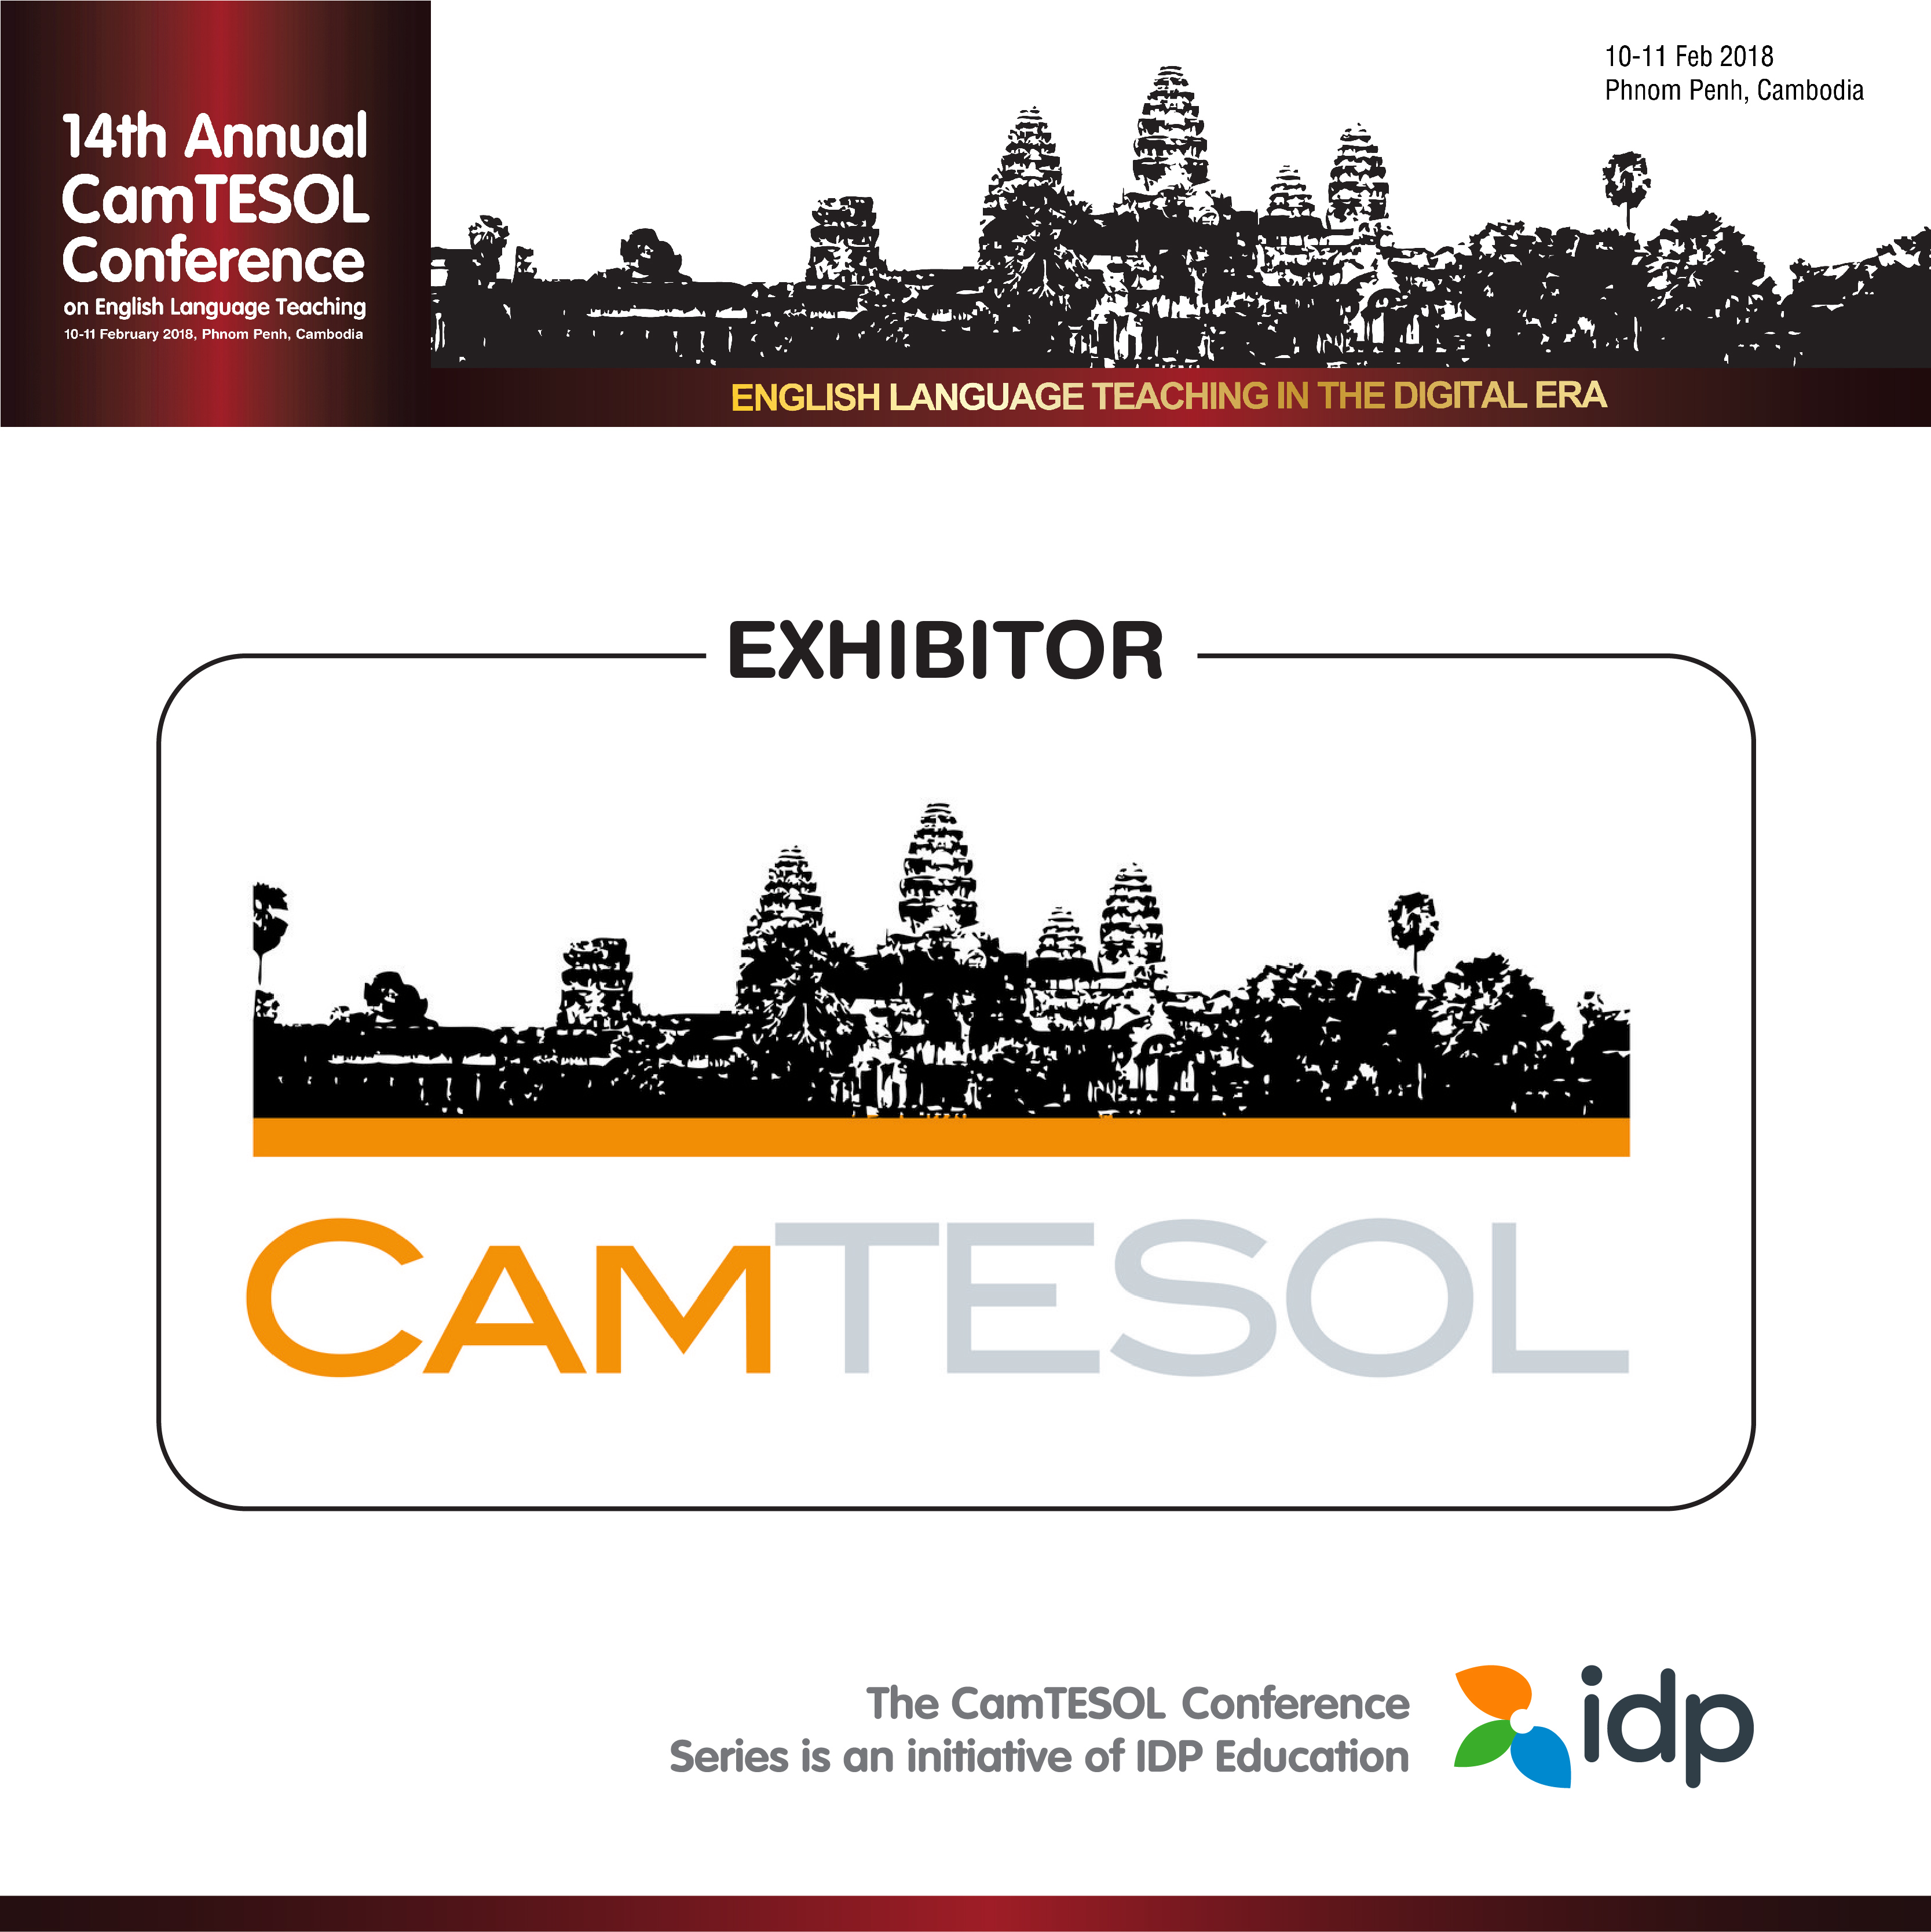 14th Annual
CamTESOL
Conference
on English Language Teaching
10-11 February 2018, Phnom Penh, Cambodia
10-11 Feb 2018
Phnom Penh, Cambodia
ENGLISH LANGUAGE TEACHING IN THE DIGITAL ERA
EXHIBITOR
CAMTESOL
The CamTESOL Conference
Series is an initiative of IDP Education
idp